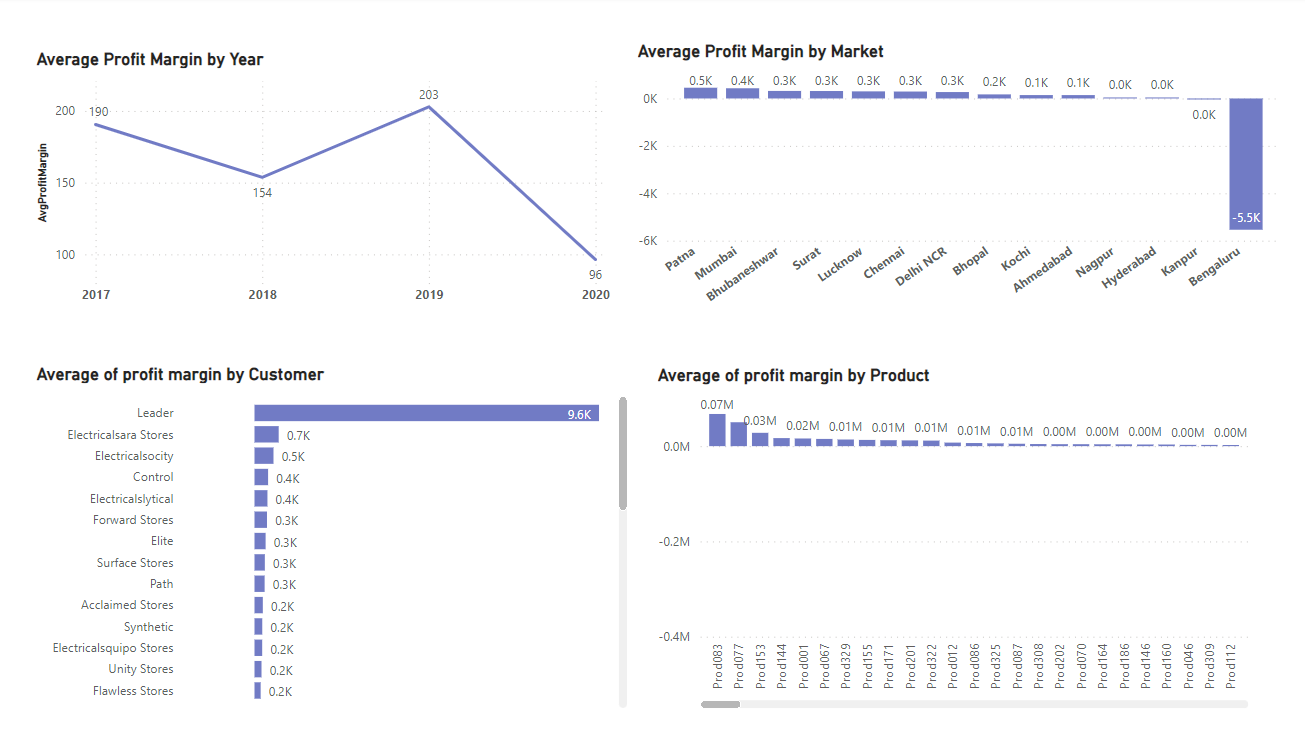 Average Profit Margin by Year
AvgProfitMargin
200
150
100
190
154
203
96
2017 2018 2019 2020
Average Profit Margin by Market
0K
-2K
-4K
-6K
0.5K 0.4K 0.3K 0.3K 0.3K 0.3K 0.3K 0.2K 0.1K 0.1K 0.0K 0.0K 0.0K -5.5K
Patna Mumbai Bhubaneshwar Surat Lucknow Chennai Delhi NCR Bhopal Kochi Ahmedabad Nagpur Hyderabad Kanpur Bengaluru
Average of profit margin by Customer
Leader 9.6K
Electricalsara Stores 0.7K
Electricalsocity 0.5K
Control 0.4K
Electricalslytical 0.4K
Forward Stores 0.3K
Elite 0.3K
Surface Stores 0.3K
Path 0.3K
Acclaimed Stores 0.2K
Synthetic 0.2K
Electricalsquipo Stores 0.2K
Unity Stores 0.2K
Flawless Stores 0.2K
Average of profit margin by Product
0.07M 0.03M 0.02M 0.01M 0.01M 0.01M 0.01M 0.01M 0.00M 0.00M 0.00M 0.00M 0.00M
0.0M
-0.2M
-0.4M
Prod083 Prod077 Prod153 Prod144 Prod001 Prod067 Prod329 Prod155 Prod171 Prod201 Prod322 Prod012 Prod086 Prod325 Prod087 Prod308 Prod202 Prod070 Prod164 Prod186 Prod146 Prod160 Prod046 Prod309 Prod112